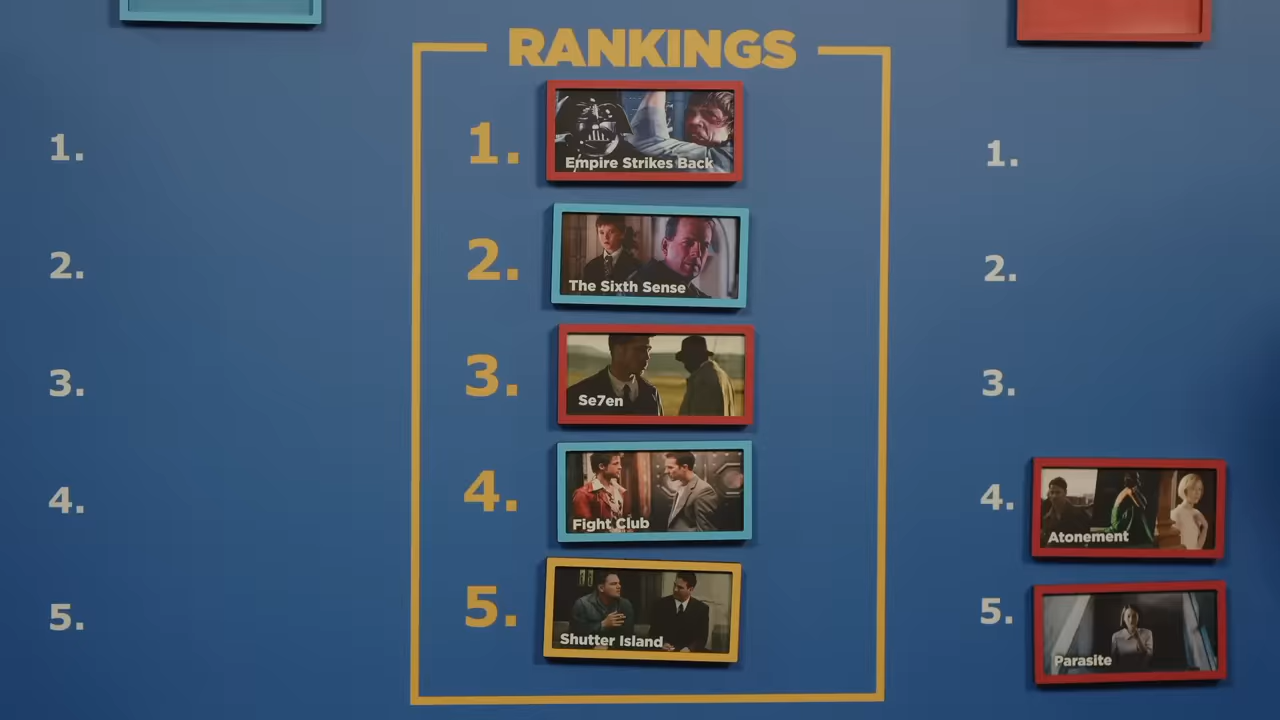 RANKINGS
1.
2.
3.
4.
5.
1. Empire Strikes Back
2. The Sixth Sense
3. Se7en
4. Fight Club
5. Shutter Island
1.
2.
3.
4. Atonement
5. Parasite